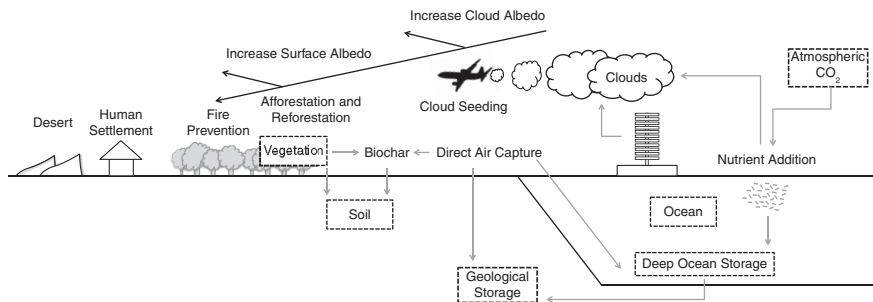 Increase Cloud Albedo
Increase Surface Albedo
Atmospheric
CO₂
Clouds
Cloud Seeding
Afforestation and
Reforestation
Desert
Human
Settlement
Fire
Prevention
Vegetation
Biochar
Direct Air Capture
Nutrient Addition
Soil
Ocean
Deep Ocean Storage
Geological
Storage